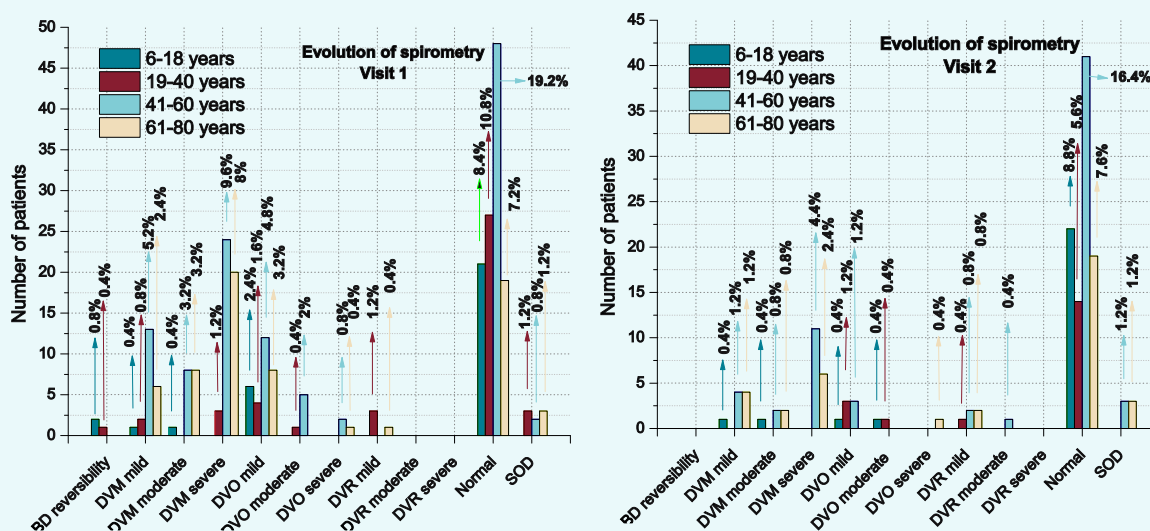 Evolution of spirometry
Visit 1
6-18 years
19-40 years
41-60 years
61-80 years
Number of patients
50
45
40
35
30
25
20
15
10
5
0
0.8%
0.4%
0.4%
0.8%
5.2%
2.4%
0.4%
3.2%
3.2%
1.2%
9.6%
8%
2.4%
1.6%
4.8%
3.2%
0.4%
2%
0.8%
0.4%
1.2%
0.4%
8.4%
10.8%
19.2%
7.2%
1.2%
0.8%
1.2%
BD reversibility
DVM mild
DVM moderate
DVM severe
DVO mild
DVO moderate
DVO severe
DVR mild
DVR moderate
DVR severe
Normal
SOD
Evolution of spirometry
Visit 2
6-18 years
19-40 years
41-60 years
61-80 years
Number of patients
45
40
35
30
25
20
15
10
5
0
0.4%
1.2%
1.2%
0.4%
0.8%
0.8%
4.4%
2.4%
0.4%
1.2%
1.2%
0.4%
0.4%
0.4%
0.4%
0.8%
0.8%
0.4%
8.8%
5.6%
16.4%
7.6%
1.2%
1.2%
BD reversibility
DVM mild
DVM moderate
DVM severe
DVO mild
DVO moderate
DVO severe
DVR mild
DVR moderate
DVR severe
Normal
SOD